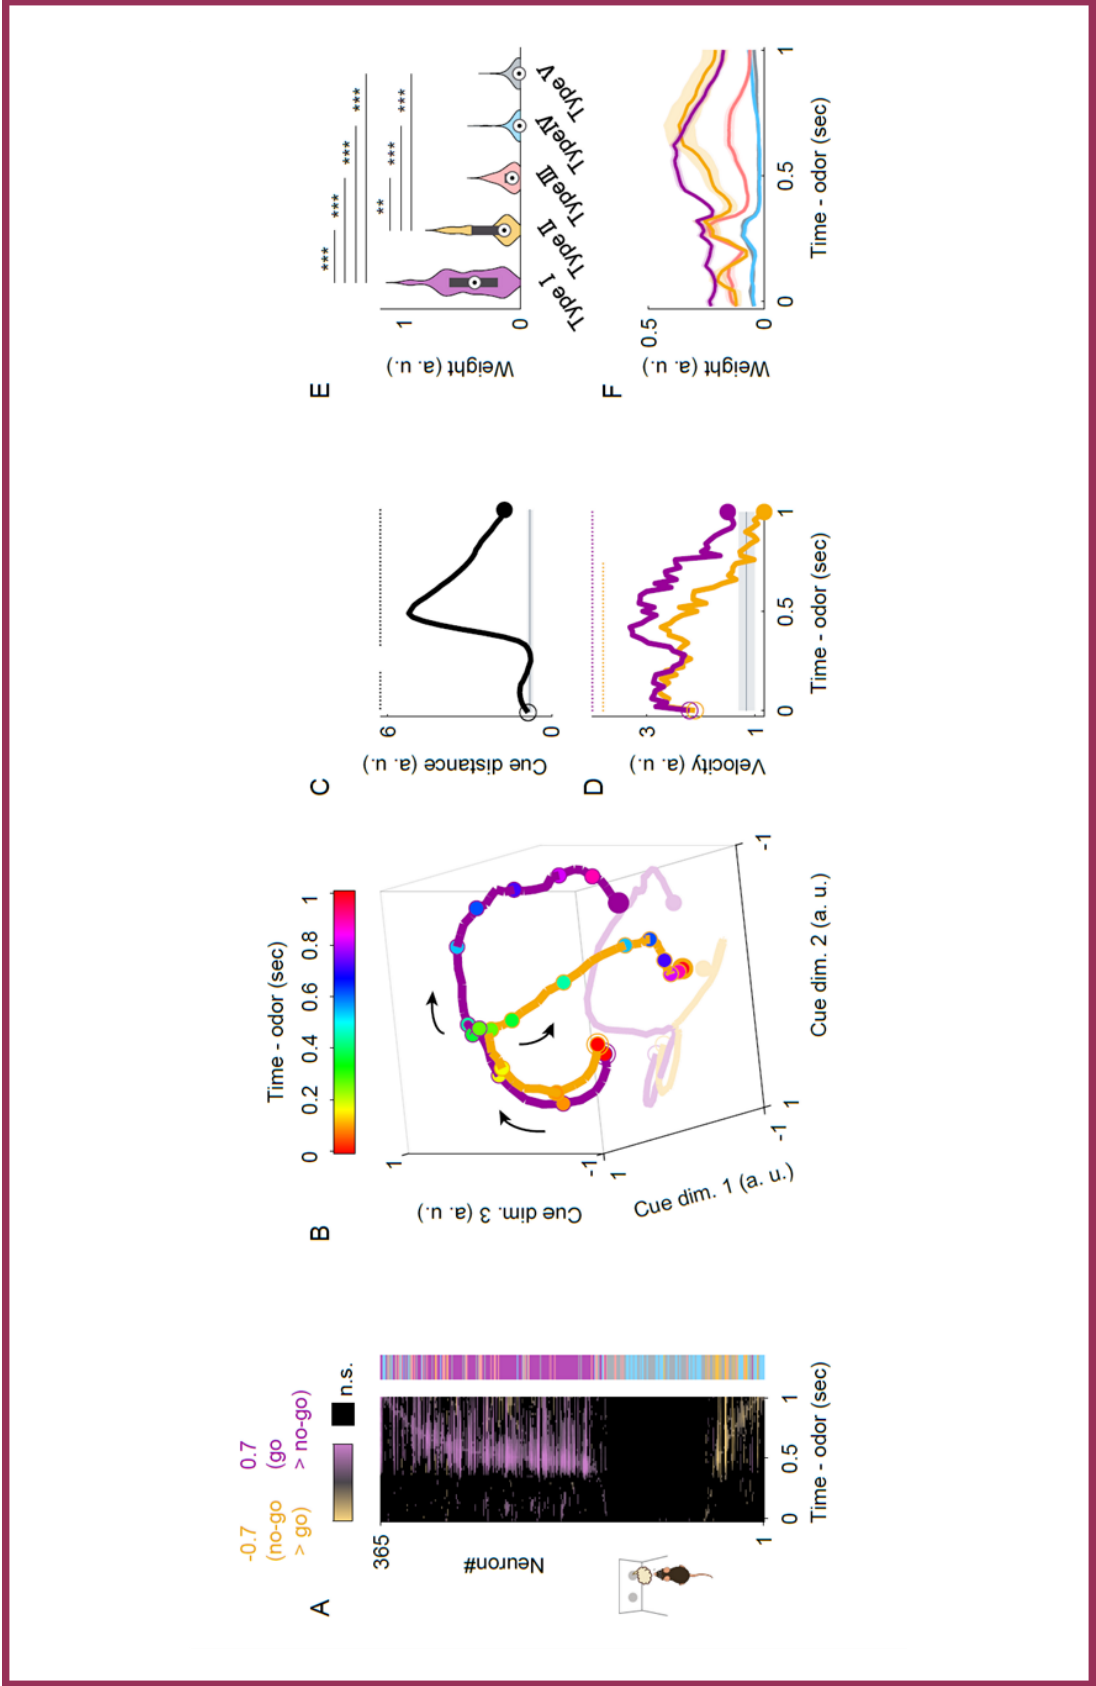 A
-0.7
(no-go
> go)
0.7
(go
> no-go)
n.s.
365
Neuron#
1
0
0.5
1
Time - odor (sec)
B
Time - odor (sec)
0
0.2
0.4
0.6
0.8
1
1
Cue dim. 3 (a. u.)
-1
1
Cue dim. 1 (a. u.)
-1
1
Cue dim. 2 (a. u.)
-1
C
6
Cue distance (a. u.)
0
D
3
Velocity (a. u.)
1
0
0.5
1
Time - odor (sec)
E
***
***
***
***
**
***
***
1
Weight (a. u.)
0
Type I
Type II
Type III
Type IV
Type V
F
0.5
Weight (a. u.)
0
0
0.5
1
Time - odor (sec)